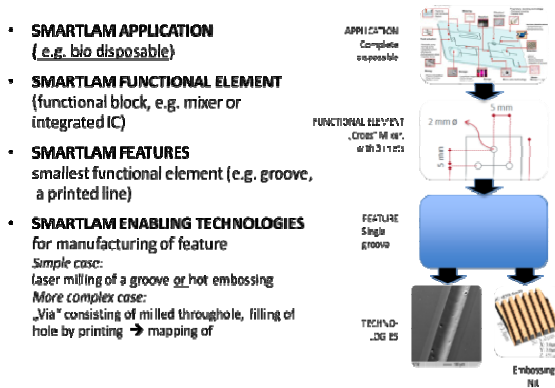 • SMARTLAM APPLICATION
( e.g. bio disposable)
• SMARTLAM FUNCTIONAL ELEMENT
(functional block, e.g. mixer or
integrated IC)
• SMARTLAM FEATURES
smallest functional element (e.g. groove,
a printed line)
• SMARTLAM ENABLING TECHNOLOGIES
for manufacturing of feature
Simple case:
Laser milling of a groove or hot embossing
More complex case:
„Via“ consisting of milled throughole, filling of
hole by printing ➔ mapping of
APPLICATION
Complete
disposable
FUNCTIONAL ELEMENT
„Cross“ Mixer,
with 3 inlets
5 mm
2 mm ø
5 mm
FEATURE
Single
groove
TECHNO-
LOGIES
Embossing